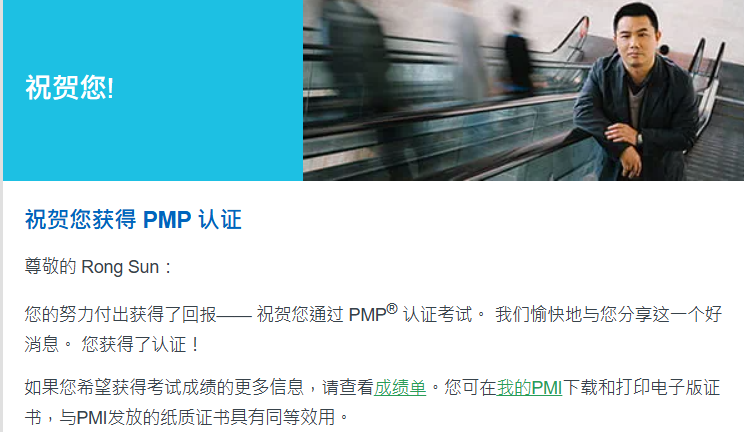 祝贺您!
祝贺您获得 PMP 认证
尊敬的 Rong Sun：
您的努力付出获得了回报—— 祝贺您通过 PMP® 认证考试。 我们愉快地与您分享这一个好
消息。 您获得了认证！
如果您希望获得考试成绩的更多信息，请查看成绩单。您可在我的PMI下载和打印电子版证
书，与PMI发放的纸质证书具有同等效用。